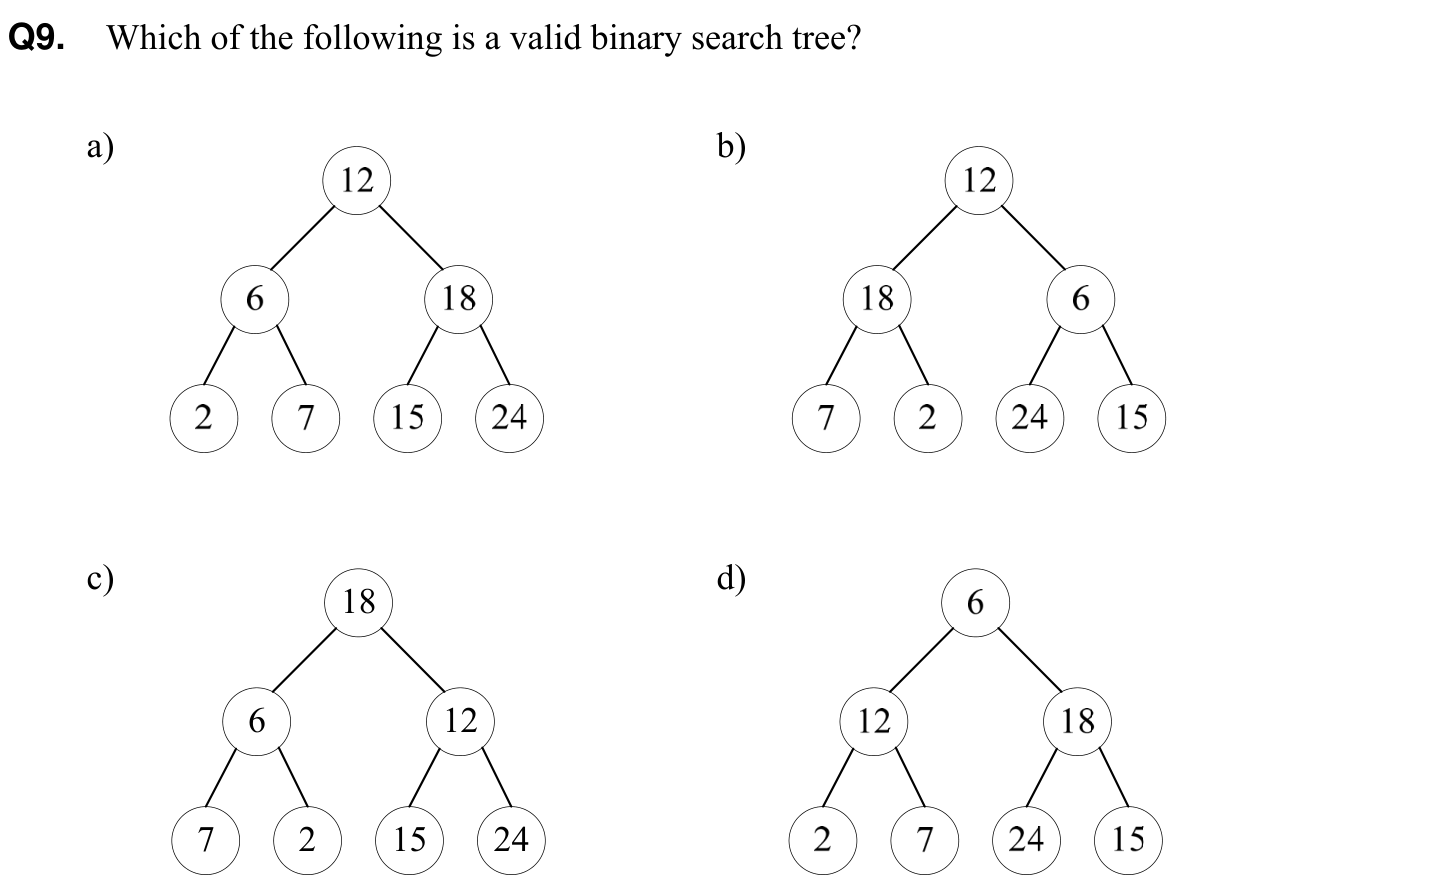 Q9. Which of the following is a valid binary search tree?
a)
12
6 18
2 7 15 24
b)
12
18 6
7 2 24 15
c)
18
6 12
7 2 15 24
d)
6
12 18
2 7 24 15